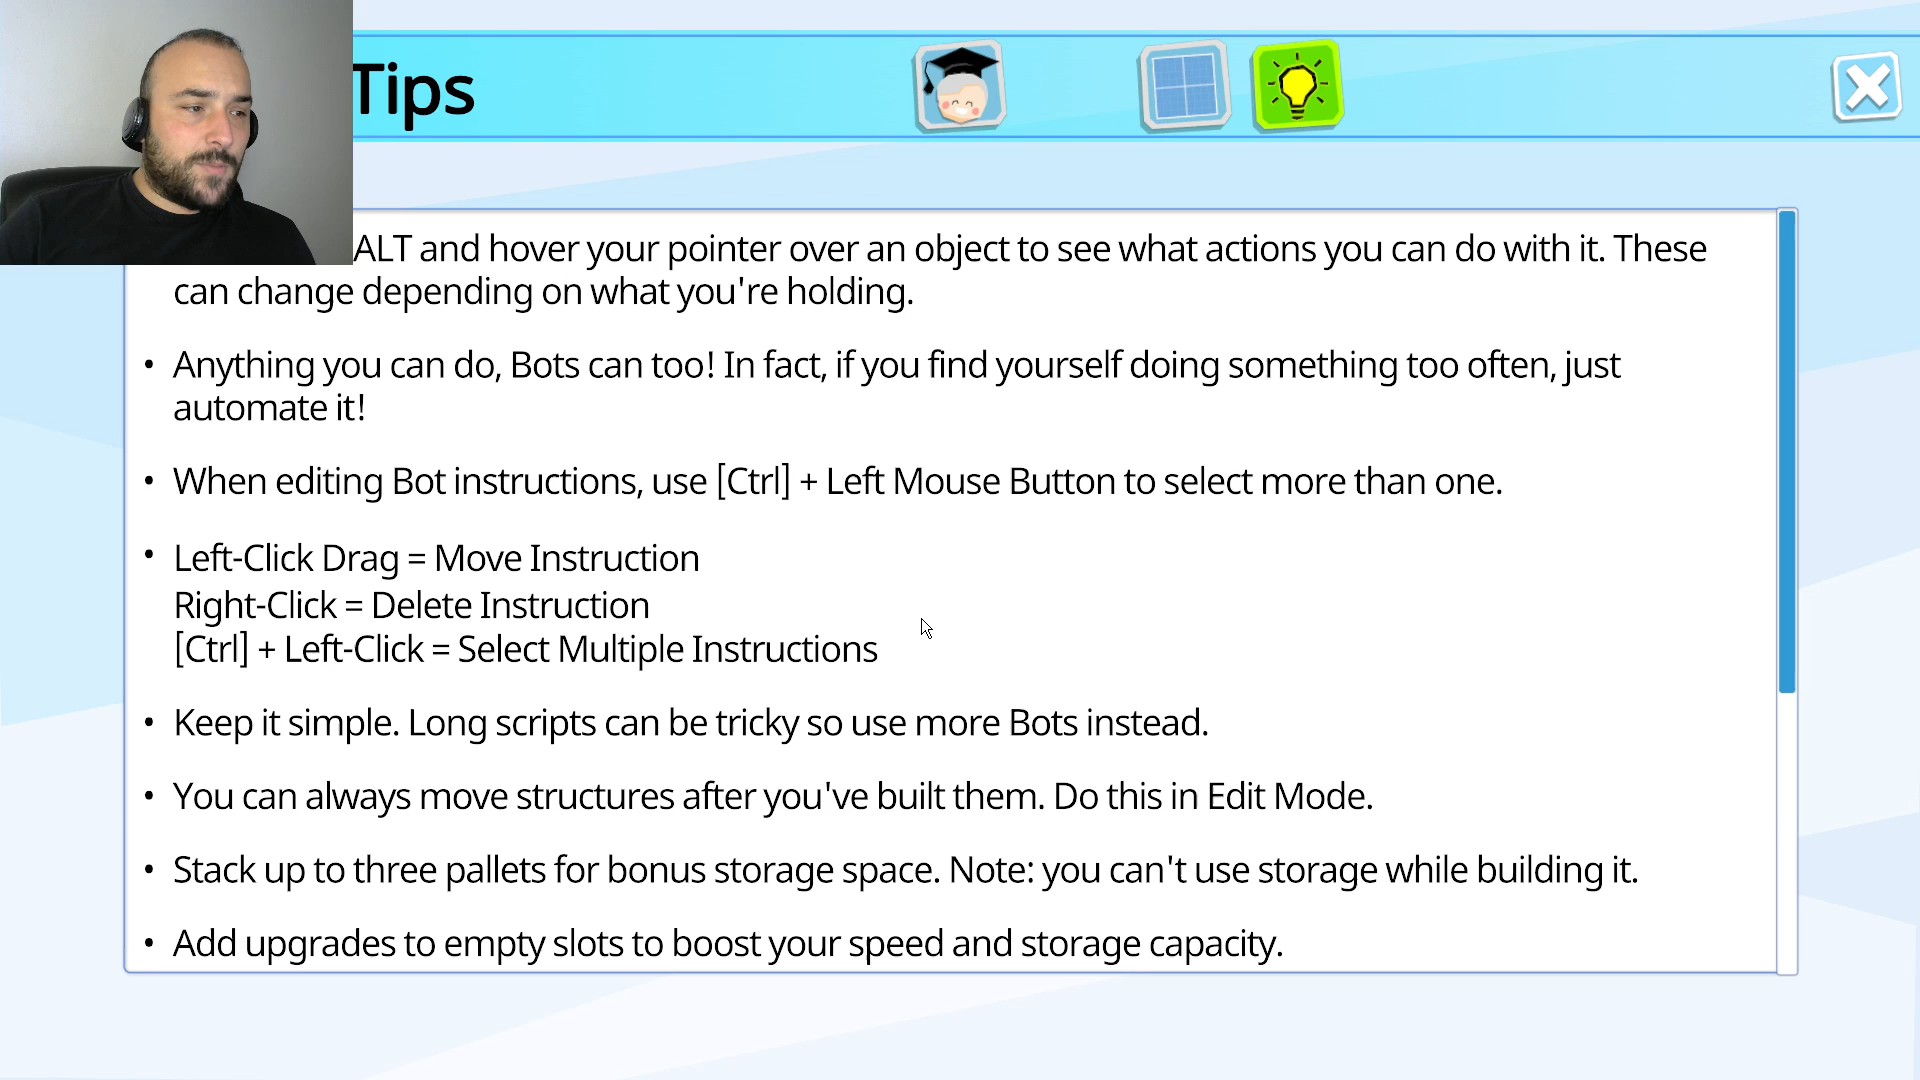 Tips
ALT and hover your pointer over an object to see what actions you can do with it. These
can change depending on what you're holding.
• Anything you can do, Bots can too! In fact, if you find yourself doing something too often, just
automate it!
• When editing Bot instructions, use [Ctrl] + Left Mouse Button to select more than one.
• Left-Click Drag = Move Instruction
Right-Click = Delete Instruction
[Ctrl] + Left-Click = Select Multiple Instructions
• Keep it simple. Long scripts can be tricky so use more Bots instead.
• You can always move structures after you've built them. Do this in Edit Mode.
• Stack up to three pallets for bonus storage space. Note: you can't use storage while building it.
• Add upgrades to empty slots to boost your speed and storage capacity.